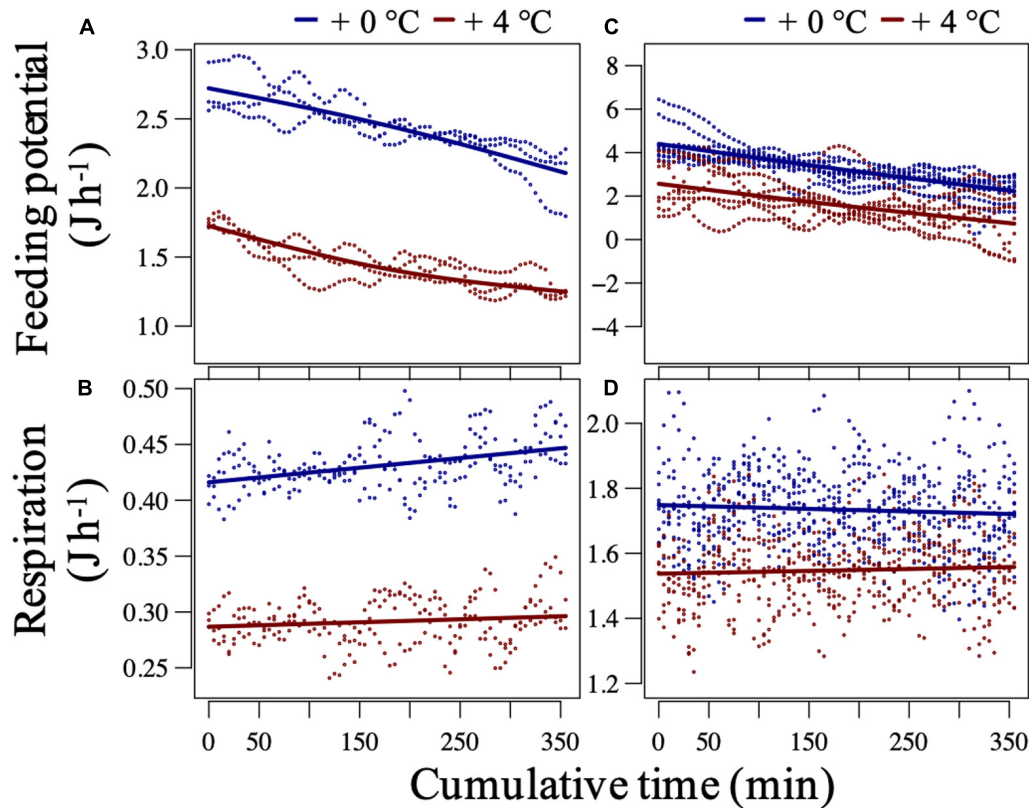 A + 0 °C + 4 °C C + 0 °C + 4 °C
Feeding potential
(J h-1)
3.0
2.5
2.0
1.5
1.0
8
6
4
2
0
−2
−4
B
D
Respiration
(J h-1)
0.50
0.45
0.40
0.35
0.30
0.25
2.0
1.8
1.6
1.4
1.2
0 50 150 250 350 0 50 150 250 350
Cumulative time (min)